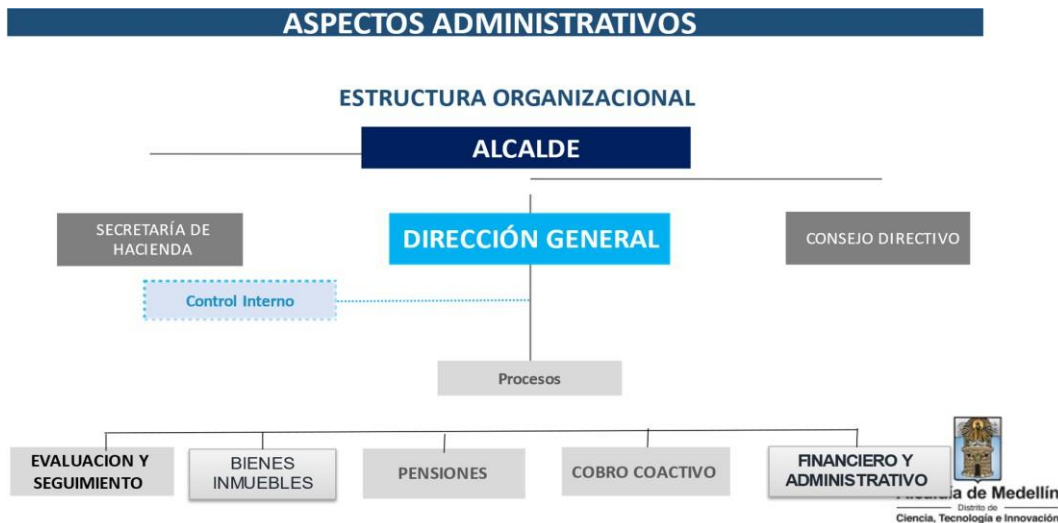 ASPECTOS ADMINISTRATIVOS
ESTRUCTURA ORGANIZACIONAL
ALCALDE
SECRETARÍA DE
HACIENDA
DIRECCIÓN GENERAL
CONSEJO DIRECTIVO
Control Interno
Procesos
EVALUACION Y
SEGUIMIENTO
BIENES
INMUEBLES
PENSIONES
COBRO COACTIVO
FINANCIERO Y
ADMINISTRATIVO
Alcaldía de Medellín
Distrito de
Ciencia, Tecnología e Innovación